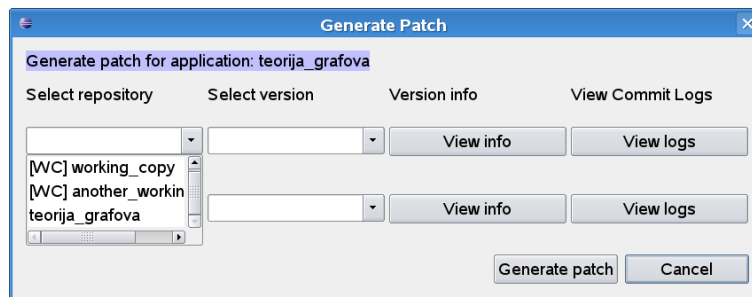 Generate Patch
Generate patch for application: teorija_grafova
Select repository Select version Version info View Commit Logs
View info View logs
[WC] working_copy
[WC] another_workin
teorija_grafova
View info View logs
Generate patch Cancel